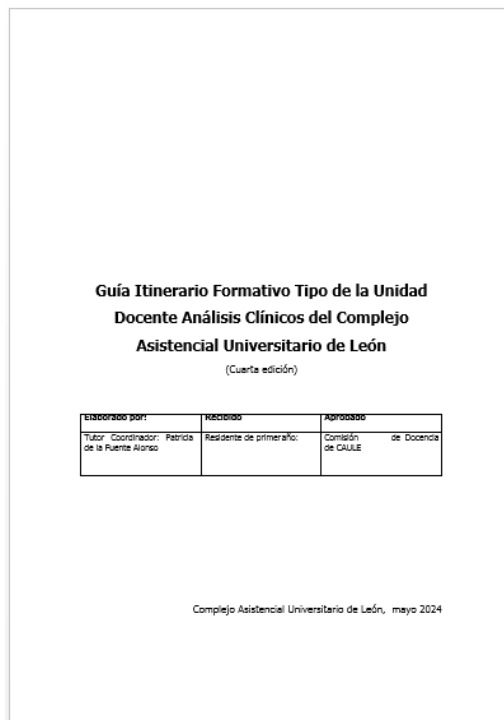 Guía Itinerario Formativo Tipo de la Unidad
Docente Análisis Clínicos del Complejo
Asistencial Universitario de León
(Cuarta edición)
Elaborado por: Recibido Aprobado
Tutor Coordinador: Patricia de la Fuente Alonso
Residente de primeraño:
Comisión de Docencia de CAULE
Complejo Asistencial Universitario de León, mayo 2024